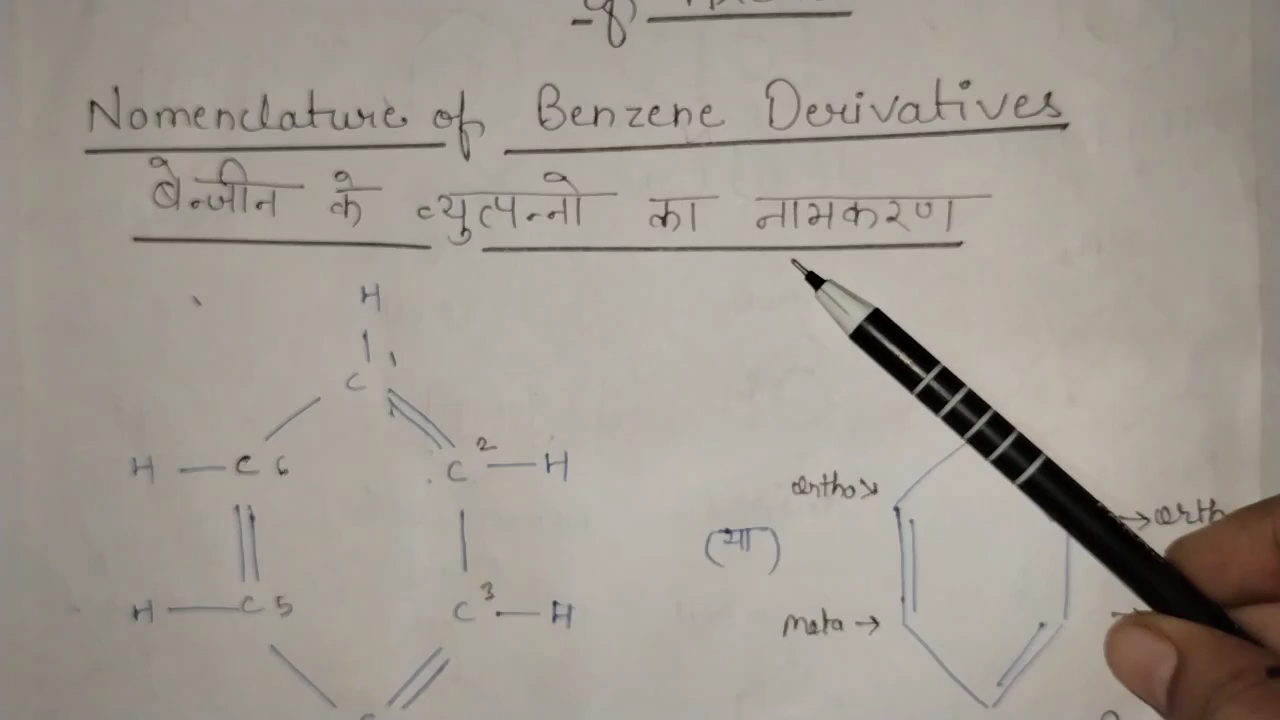 Nomenclature of Benzene Derivatives
बेन्जीन के व्युत्पन्नो का नामकरण
H
C 1
H — C 6
C 2 — H
ortho
(या)
meta →
H — C 5
C 3 — H